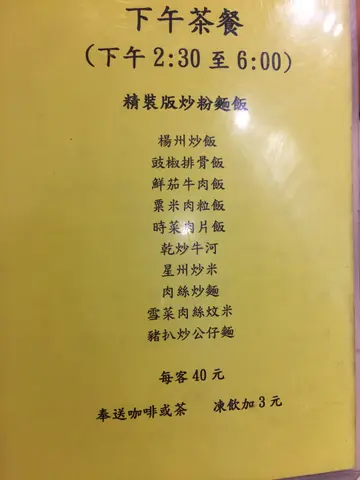 下午茶餐
(下午 2:30 至 6:00)
精裝版炒粉麵飯
楊州炒飯
豉椒排骨飯
鮮茄牛肉飯
粟米肉粒飯
時菜肉片飯
乾炒牛河
星州炒米
肉絲炒麵
雪菜肉絲炆米
豬扒炒公仔麵
每客 40 元
奉送咖啡或茶 凍飲加 3 元